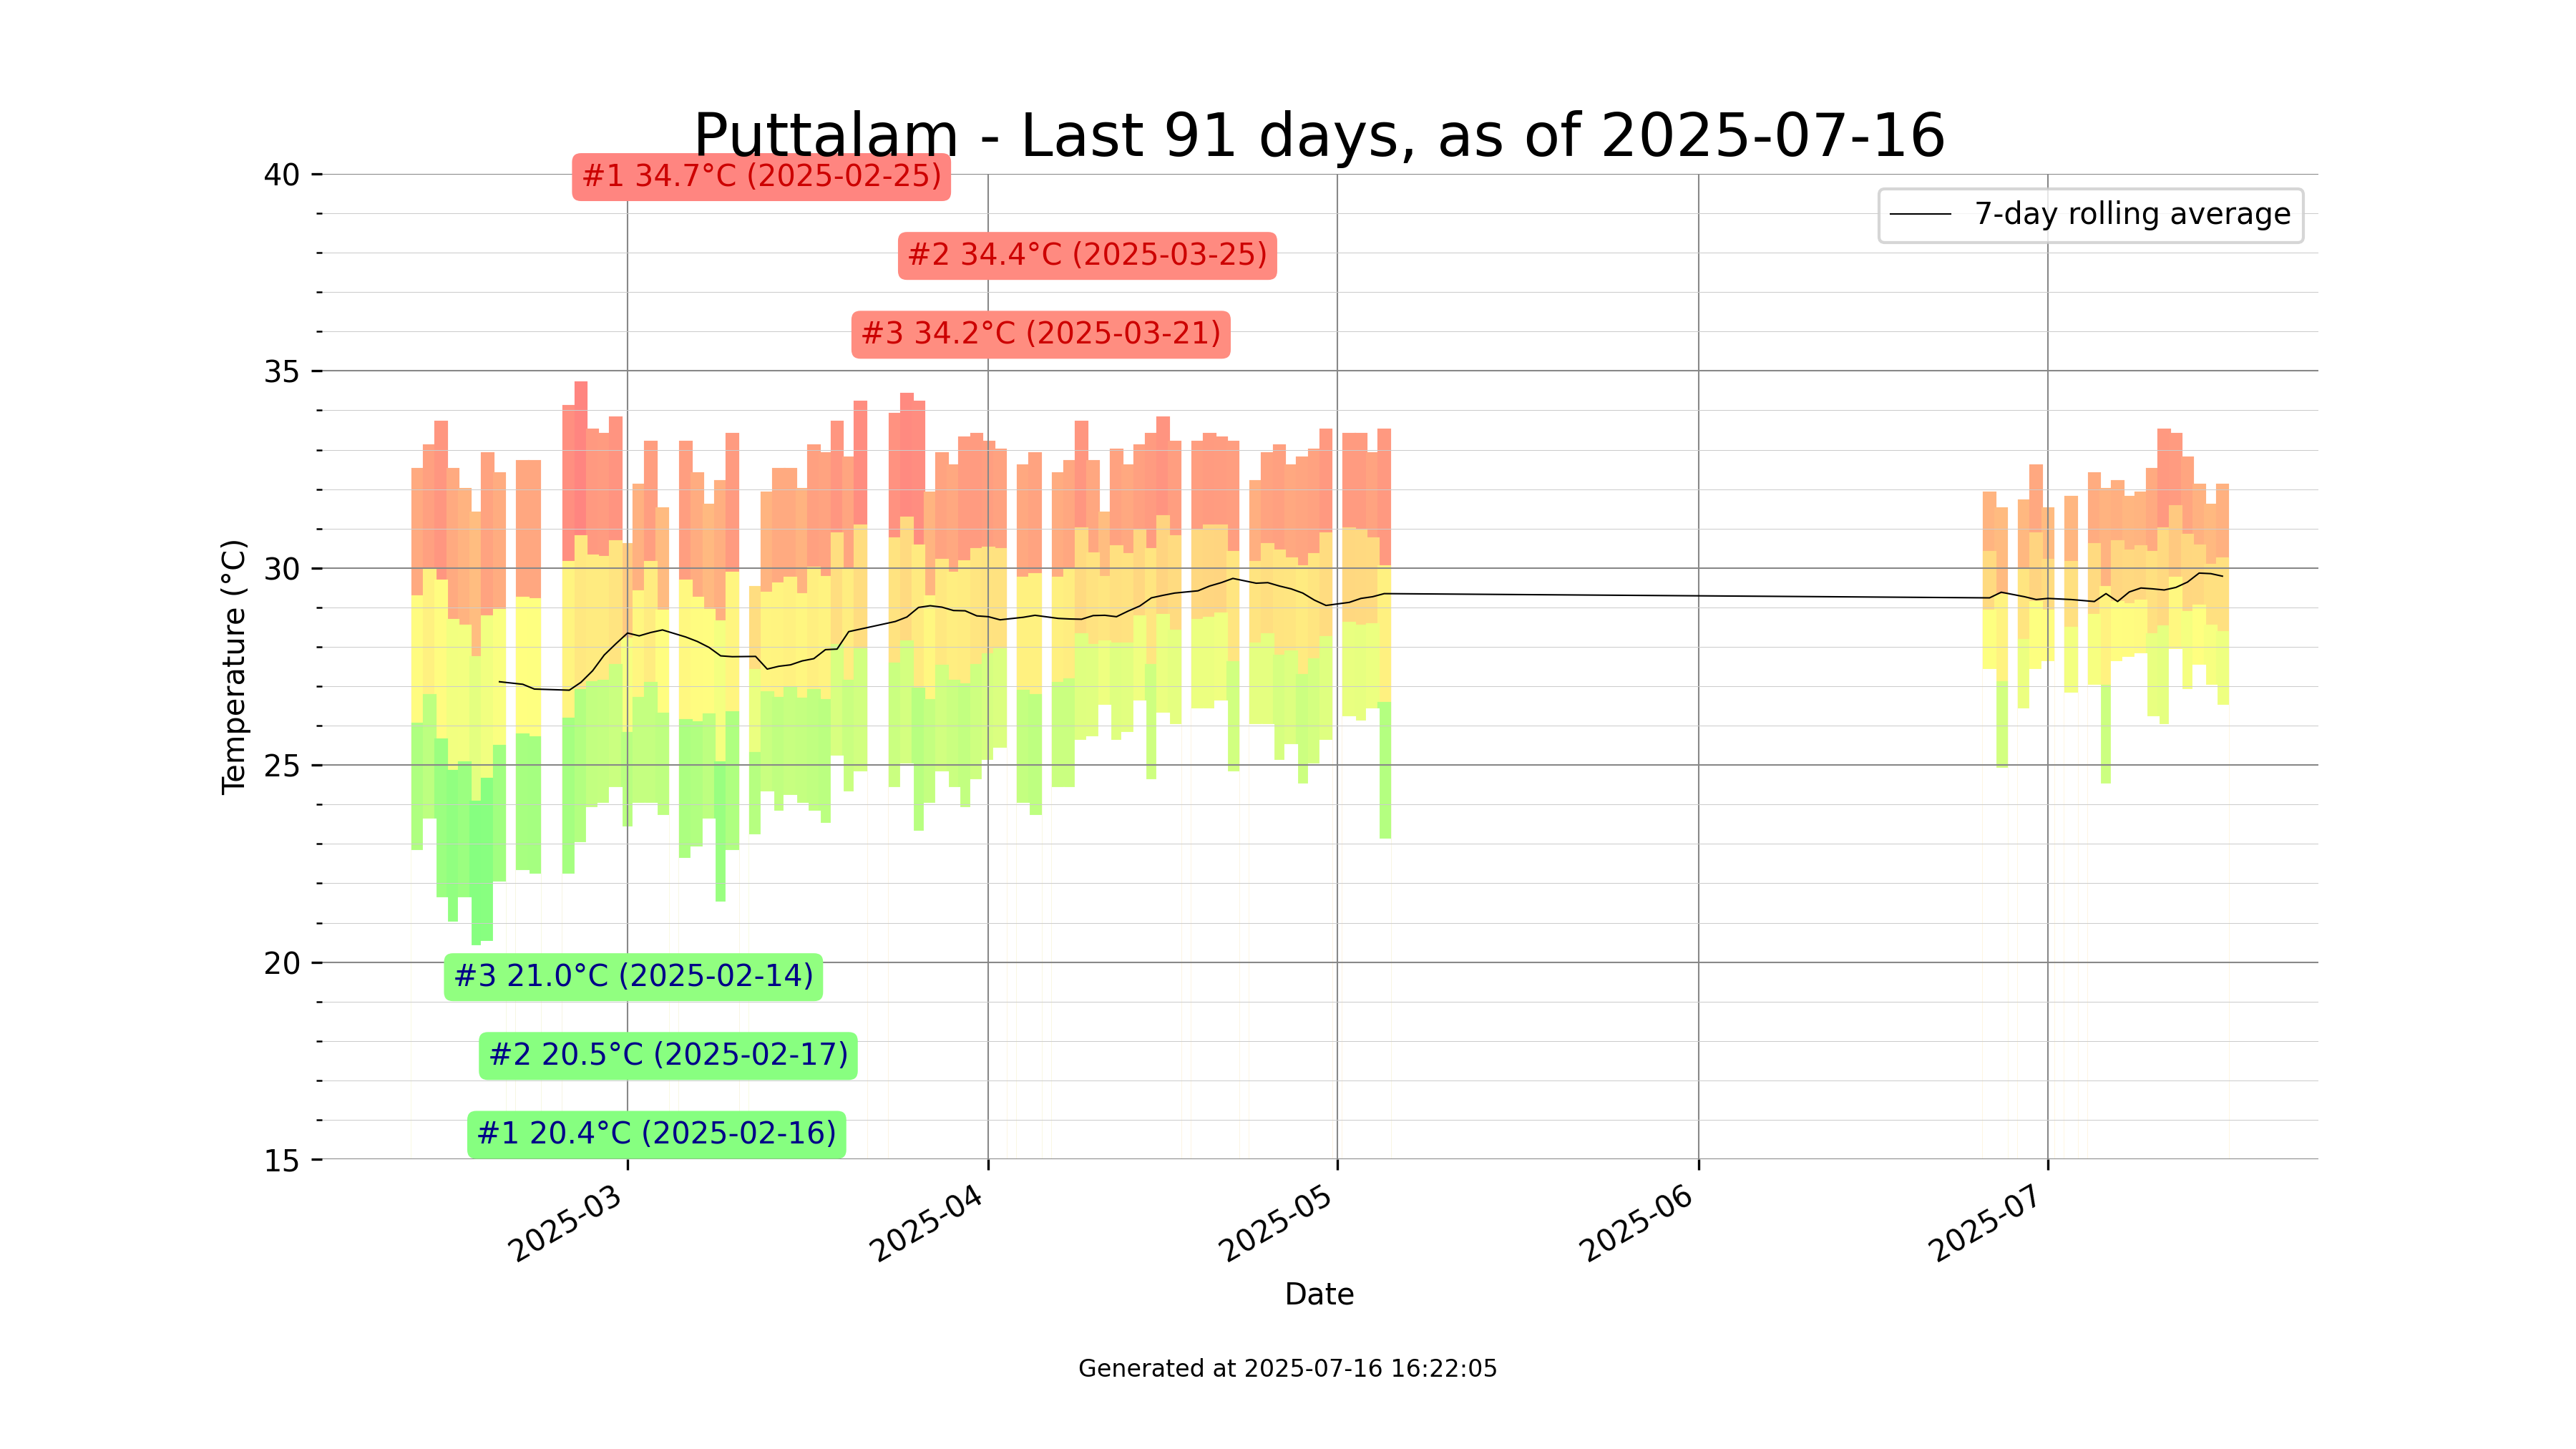 Puttalam - Last 91 days, as of 2025-07-16
#1 34.7°C (2025-02-25)
#2 34.4°C (2025-03-25)
#3 34.2°C (2025-03-21)
7-day rolling average
40
35
30
25
20
15
Temperature (°C)
#3 21.0°C (2025-02-14)
#2 20.5°C (2025-02-17)
#1 20.4°C (2025-02-16)
2025-03
2025-04
2025-05
2025-06
2025-07
Date
Generated at 2025-07-16 16:22:05